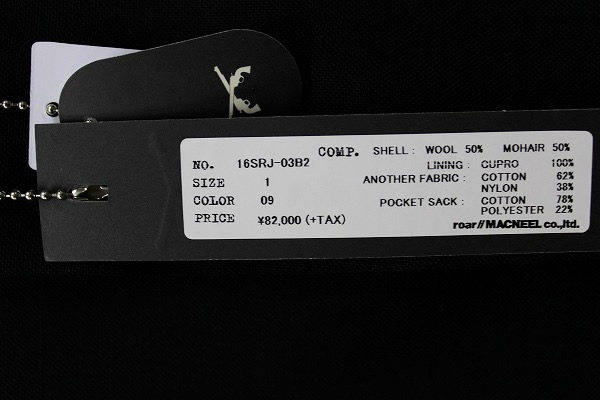 NO. 16SRJ-03B2
SIZE 1
COLOR 09
PRICE ¥82,000 (+TAX)
COMP. SHELL : WOOL 50% MOHAIR 50%
LINING : CUPRO 100%
ANOTHER FABRIC : COTTON 62%
NYLON 38%
POCKET SACK : COTTON 78%
POLYESTER 22%
roar//MACNEEL co.,ltd.